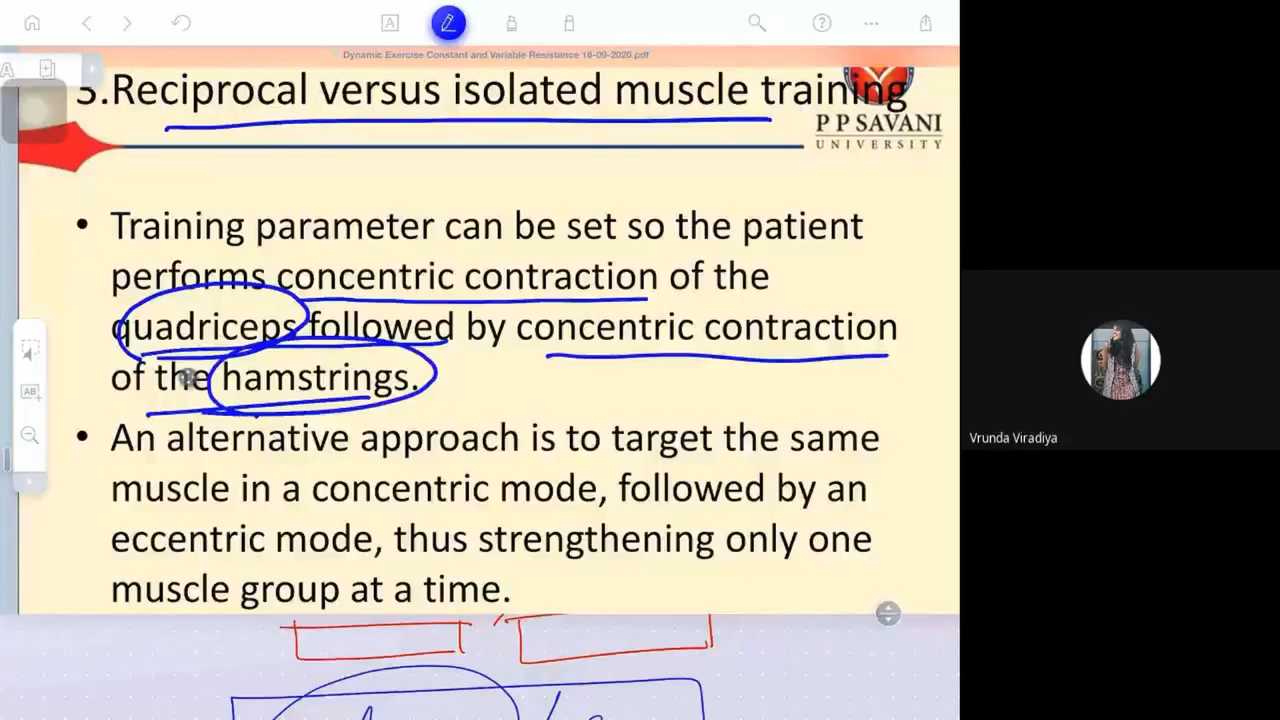 A
Dynamic Exercise Constant and Variable Resistance 16-09-2020.pdf
A
5.Reciprocal versus isolated muscle training
P P SAVANI
UNIVERSITY
• Training parameter can be set so the patient
performs concentric contraction of the
quadriceps followed by concentric contraction
of the hamstrings.
• An alternative approach is to target the same
muscle in a concentric mode, followed by an
eccentric mode, thus strengthening only one
muscle group at a time.
AB
Vrunda Viradiya